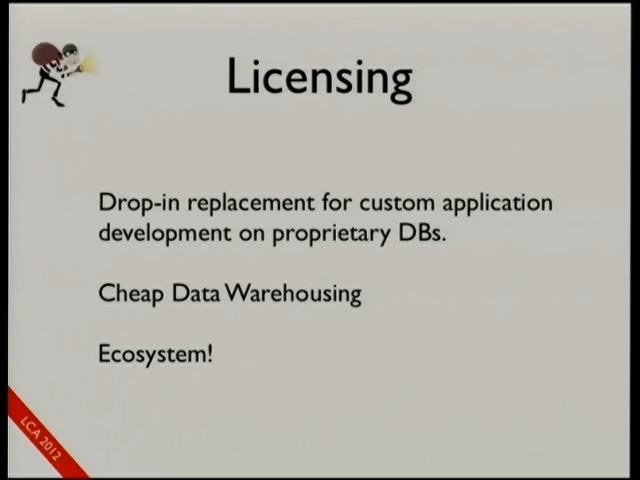 Licensing
Drop-in replacement for custom application
development on proprietary DBs.
Cheap Data Warehousing
Ecosystem!
LCA 2012